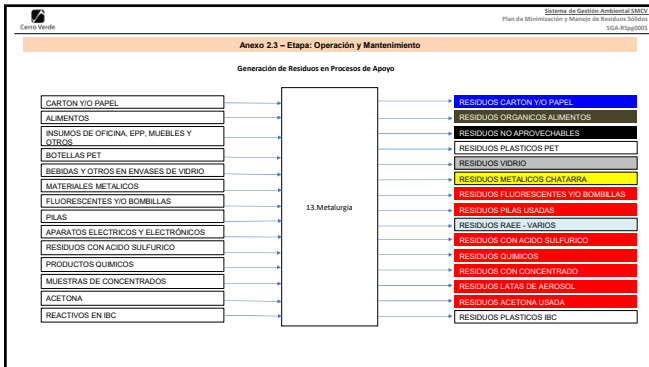 Cerro Verde
Sistema de Gestión Ambiental SMCV
Plan de Minimización y Manejo de Residuos Sólidos
SGA-RSpg0001
Anexo 2.3 – Etapa: Operación y Mantenimiento
Generación de Residuos en Procesos de Apoyo
CARTON Y/O PAPEL
ALIMENTOS
INSUMOS DE OFICINA, EPP, MUEBLES Y
OTROS
BOTELLAS PET
BEBIDAS Y OTROS EN ENVASES DE VIDRIO
MATERIALES METALICOS
FLUORESCENTES Y/O BOMBILLAS
PILAS
APARATOS ELECTRICOS Y ELECTRÓNICOS
RESIDUOS CON ACIDO SULFURICO
PRODUCTOS QUIMICOS
MUESTRAS DE CONCENTRADOS
ACETONA
REACTIVOS EN IBC
13.Metalurgia
RESIDUOS CARTON Y/O PAPEL
RESIDUOS ORGANICOS ALIMENTOS
RESIDUOS NO APROVECHABLES
RESIDUOS PLASTICOS PET
RESIDUOS VIDRIO
RESIDUOS METALICOS CHATARRA
RESIDUOS FLUORESCENTES Y/O BOMBILLAS
RESIDUOS PILAS USADAS
RESIDUOS RAEE - VARIOS
RESIDUOS CON ACIDO SULFURICO
RESIDUOS QUIMICOS
RESIDUOS CON CONCENTRADO
RESIDUOS LATAS DE AEROSOL
RESIDUOS ACETONA USADA
RESIDUOS PLASTICOS IBC